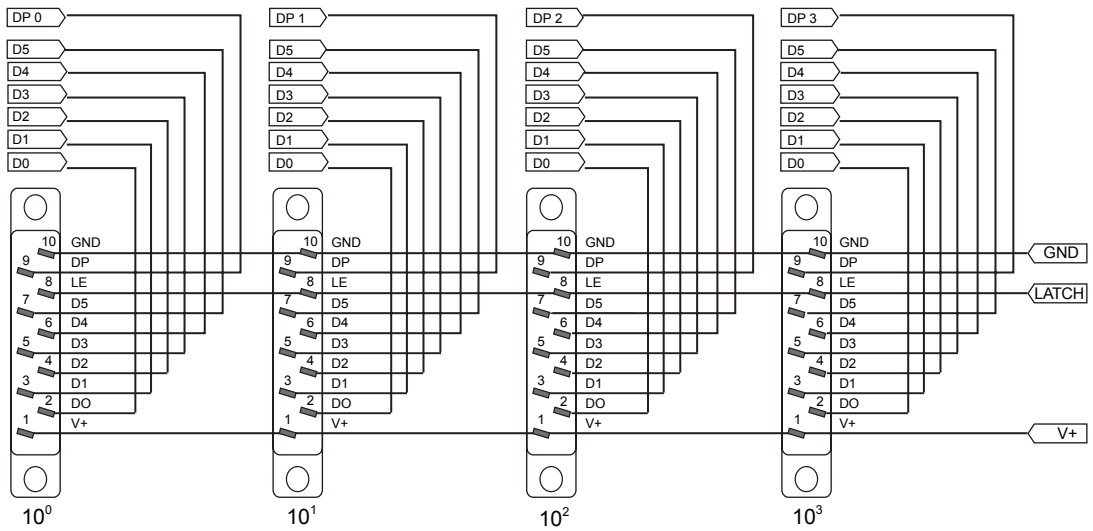 DP 0 DP 1 DP 2 DP 3
D5 D5 D5 D5
D4 D4 D4 D4
D3 D3 D3 D3
D2 D2 D2 D2
D1 D1 D1 D1
D0 D0 D0 D0
10 GND 10 GND 10 GND 10 GND GND
9 DP 9 DP 9 DP 9 DP
8 LE 8 LE 8 LE 8 LE LATCH
7 D5 7 D5 7 D5 7 D5
6 D4 6 D4 6 D4 6 D4
5 D3 5 D3 5 D3 5 D3
4 D2 4 D2 4 D2 4 D2
3 D1 3 D1 3 D1 3 D1
2 DO 2 DO 2 DO 2 DO
1 V+ 1 V+ 1 V+ 1 V+ V+
10⁰ 10¹ 10² 10³